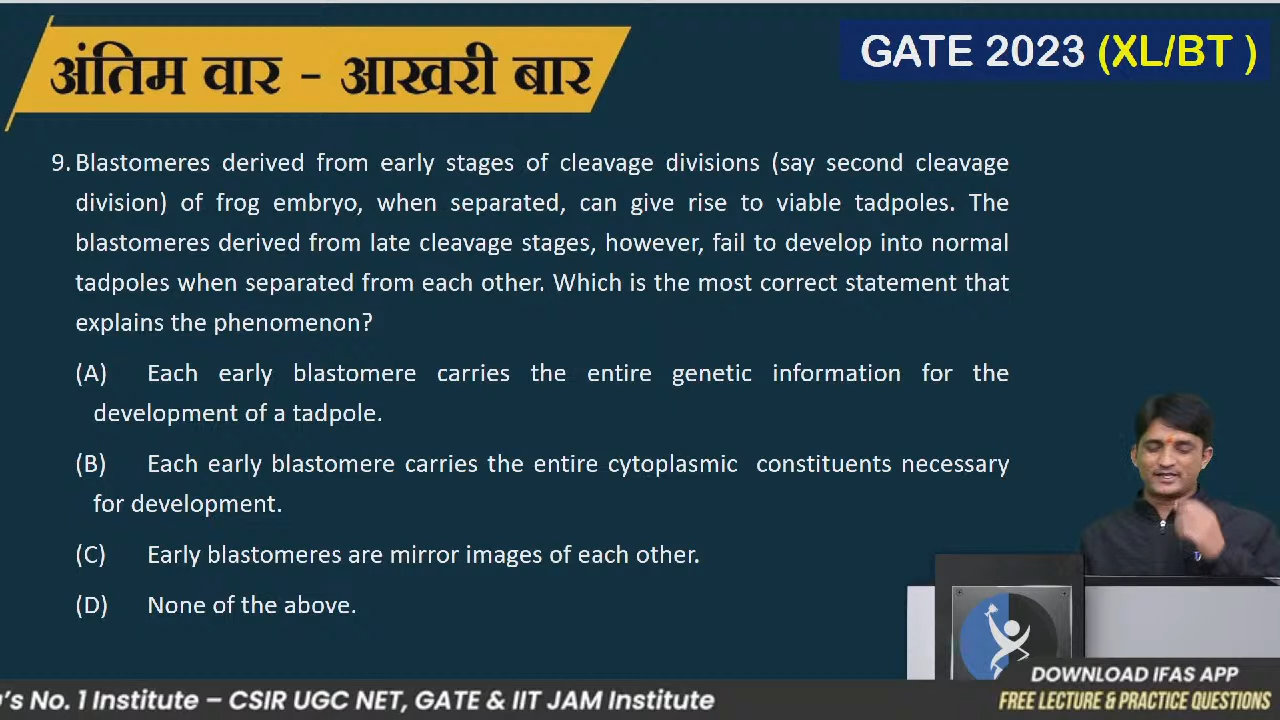 अंतिम वार - आखरी बार
GATE 2023 (XL/BT )
9. Blastomeres derived from early stages of cleavage divisions (say second cleavage
division) of frog embryo, when separated, can give rise to viable tadpoles. The
blastomeres derived from late cleavage stages, however, fail to develop into normal
tadpoles when separated from each other. Which is the most correct statement that
explains the phenomenon?
(A) Each early blastomere carries the entire genetic information for the
development of a tadpole.
(B) Each early blastomere carries the entire cytoplasmic constituents necessary
for development.
(C) Early blastomeres are mirror images of each other.
(D) None of the above.
DOWNLOAD IFAS APP
's No. 1 Institute – CSIR UGC NET, GATE & IIT JAM Institute
FREE LECTURE & PRACTICE QUESTIONS